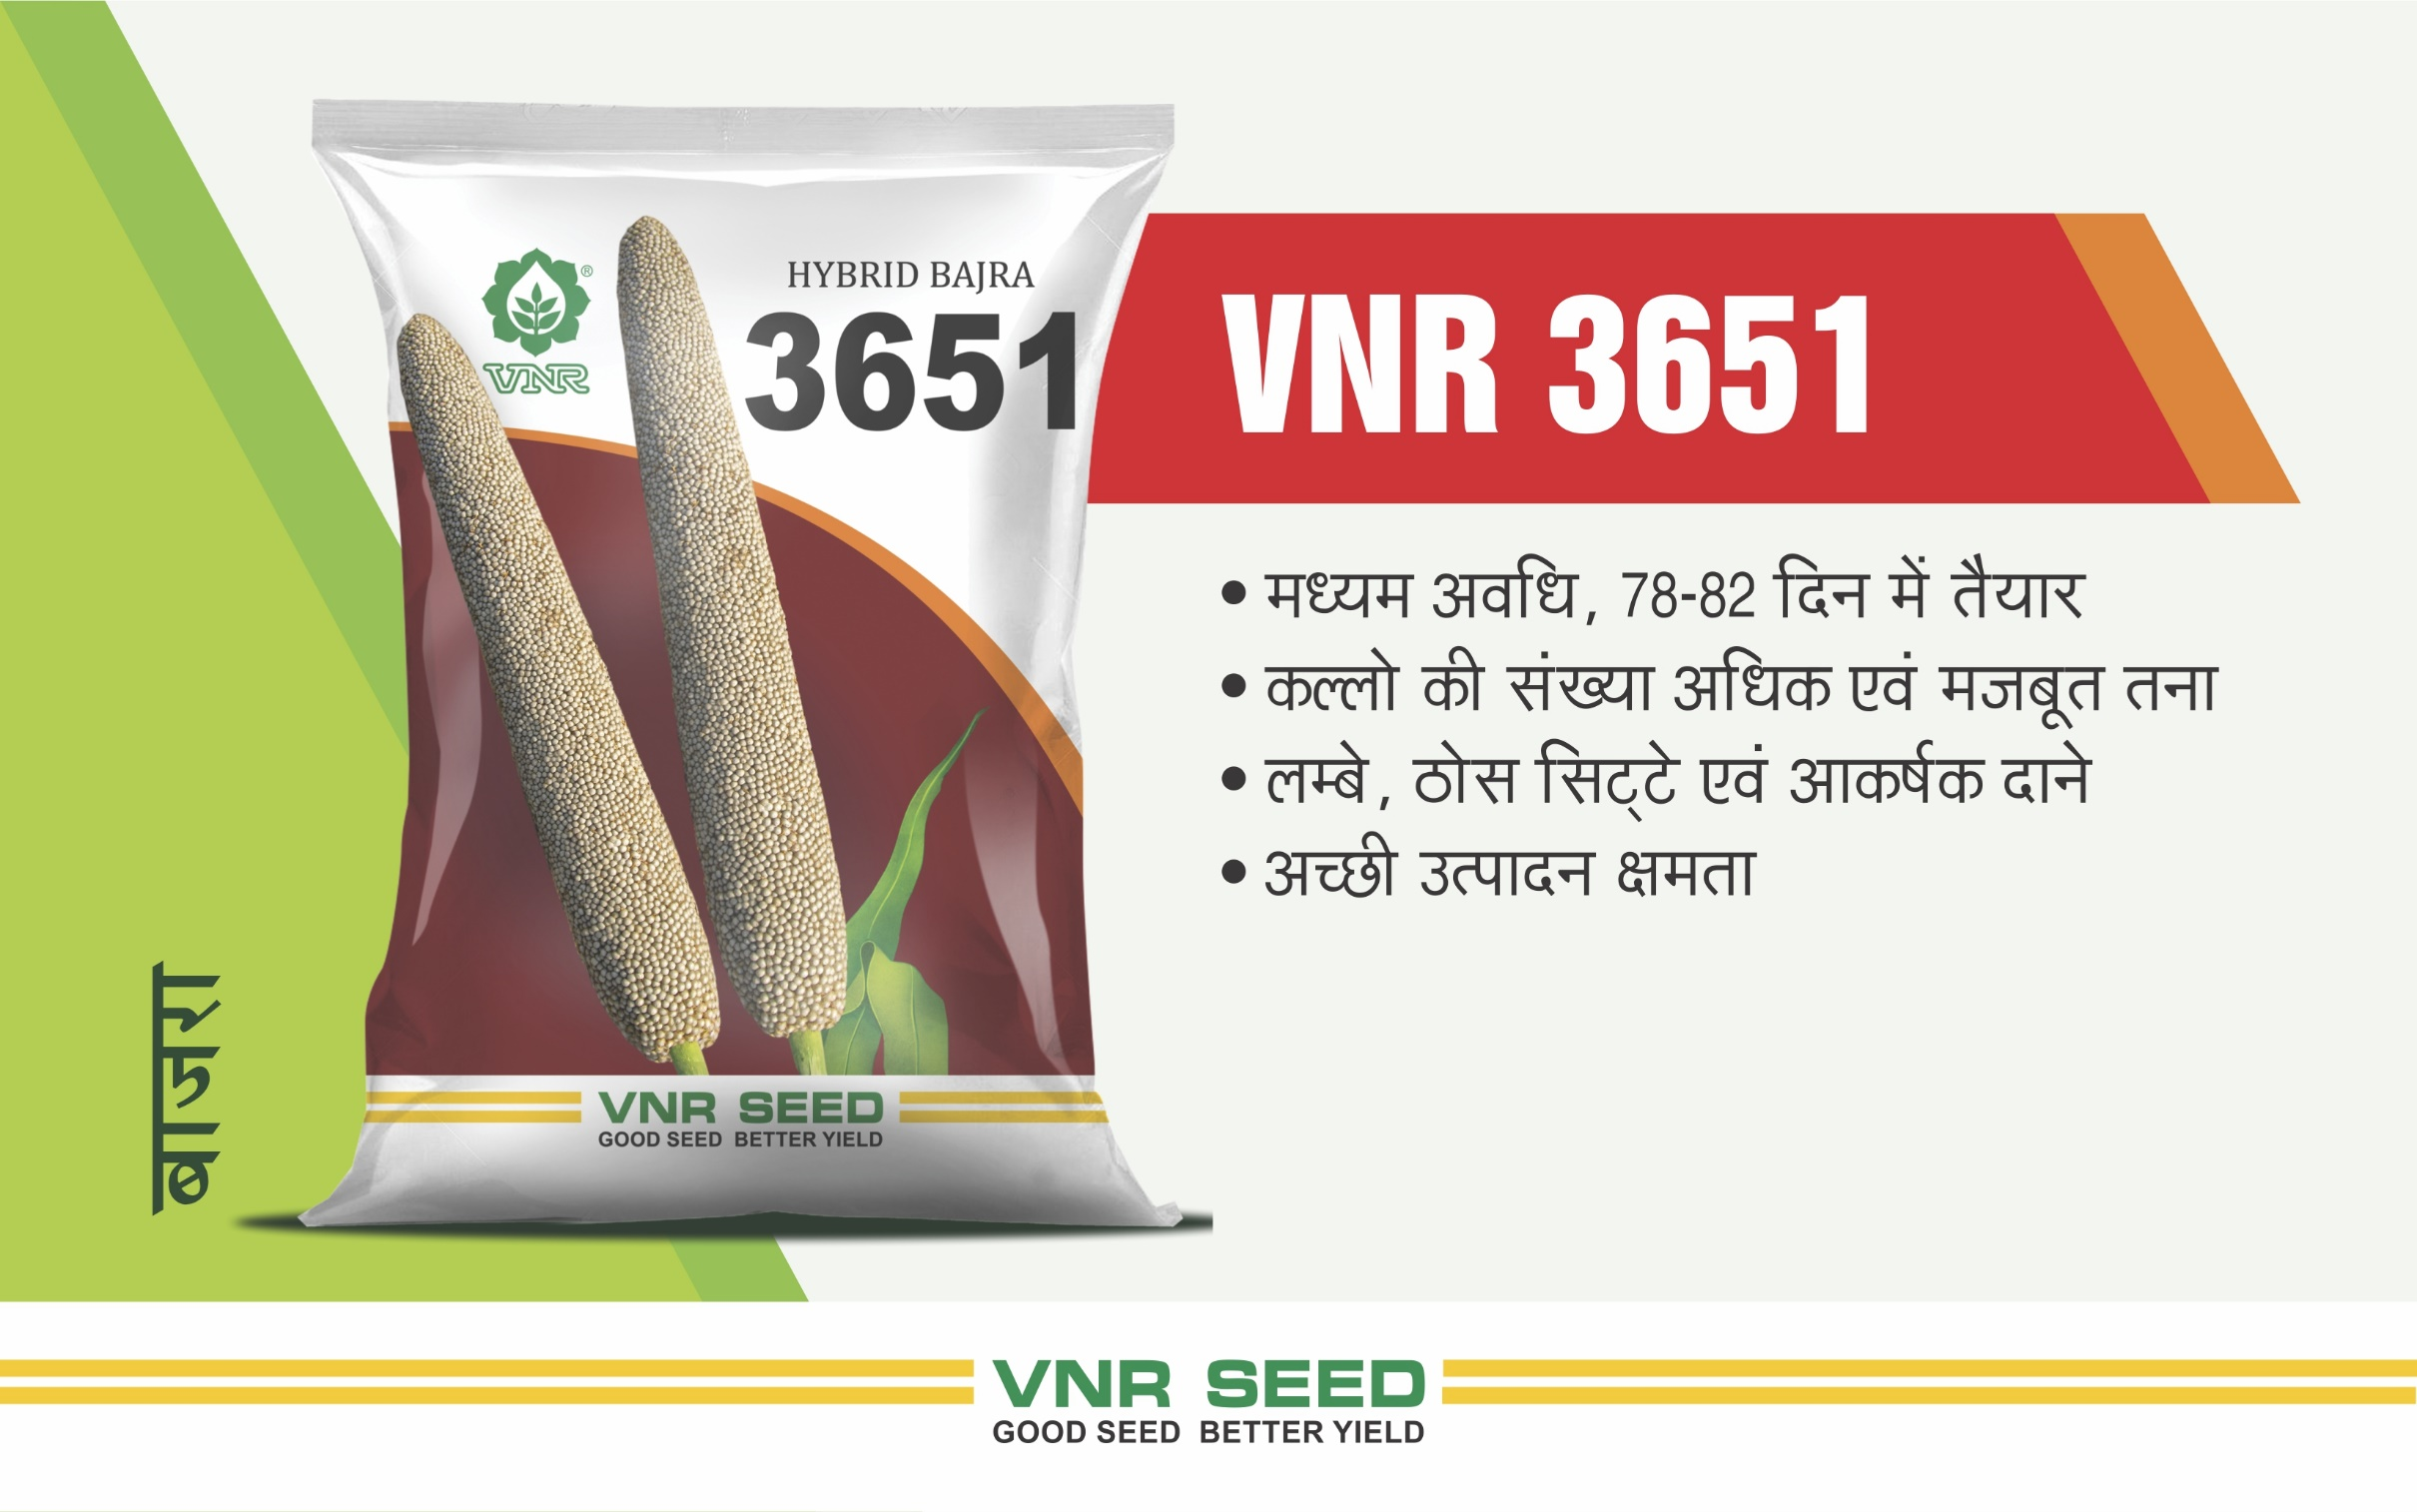 VNR
HYBRID BAJRA
3651
VNR SEED
GOOD SEED BETTER YIELD
बाजरा
VNR 3651
• मध्यम अवधि, 78-82 दिन में तैयार
• कल्लो की संख्या अधिक एवं मजबूत तना
• लम्बे, ठोस सिट्टे एवं आकर्षक दाने
• अच्छी उत्पादन क्षमता
VNR SEED
GOOD SEED BETTER YIELD